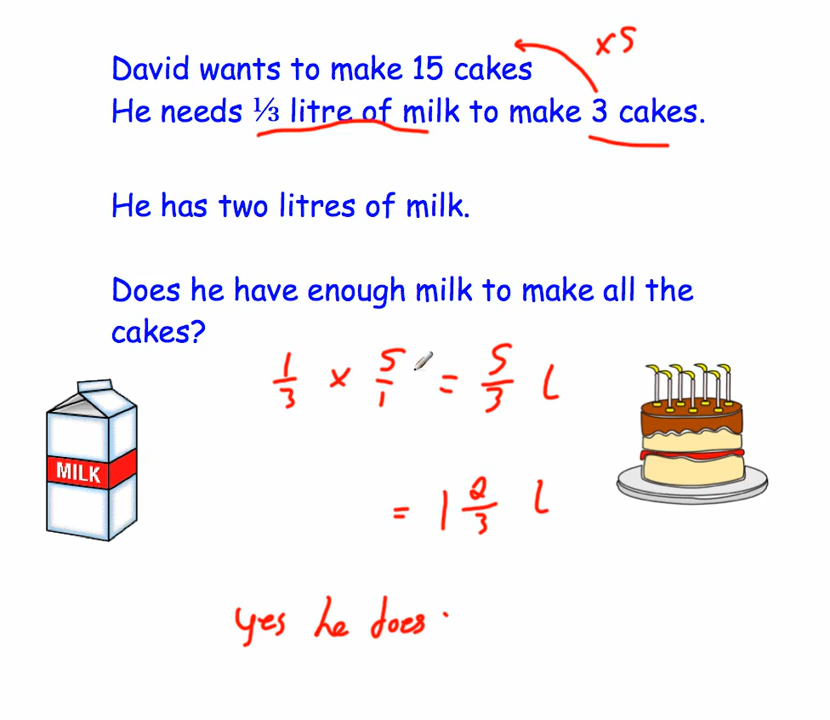 x5
David wants to make 15 cakes
He needs ⅓ litre of milk to make 3 cakes.
He has two litres of milk.
Does he have enough milk to make all the
cakes?
1/3 x 5/1 = 5/3 l
MILK
= 1 2/3 l
yes he does.